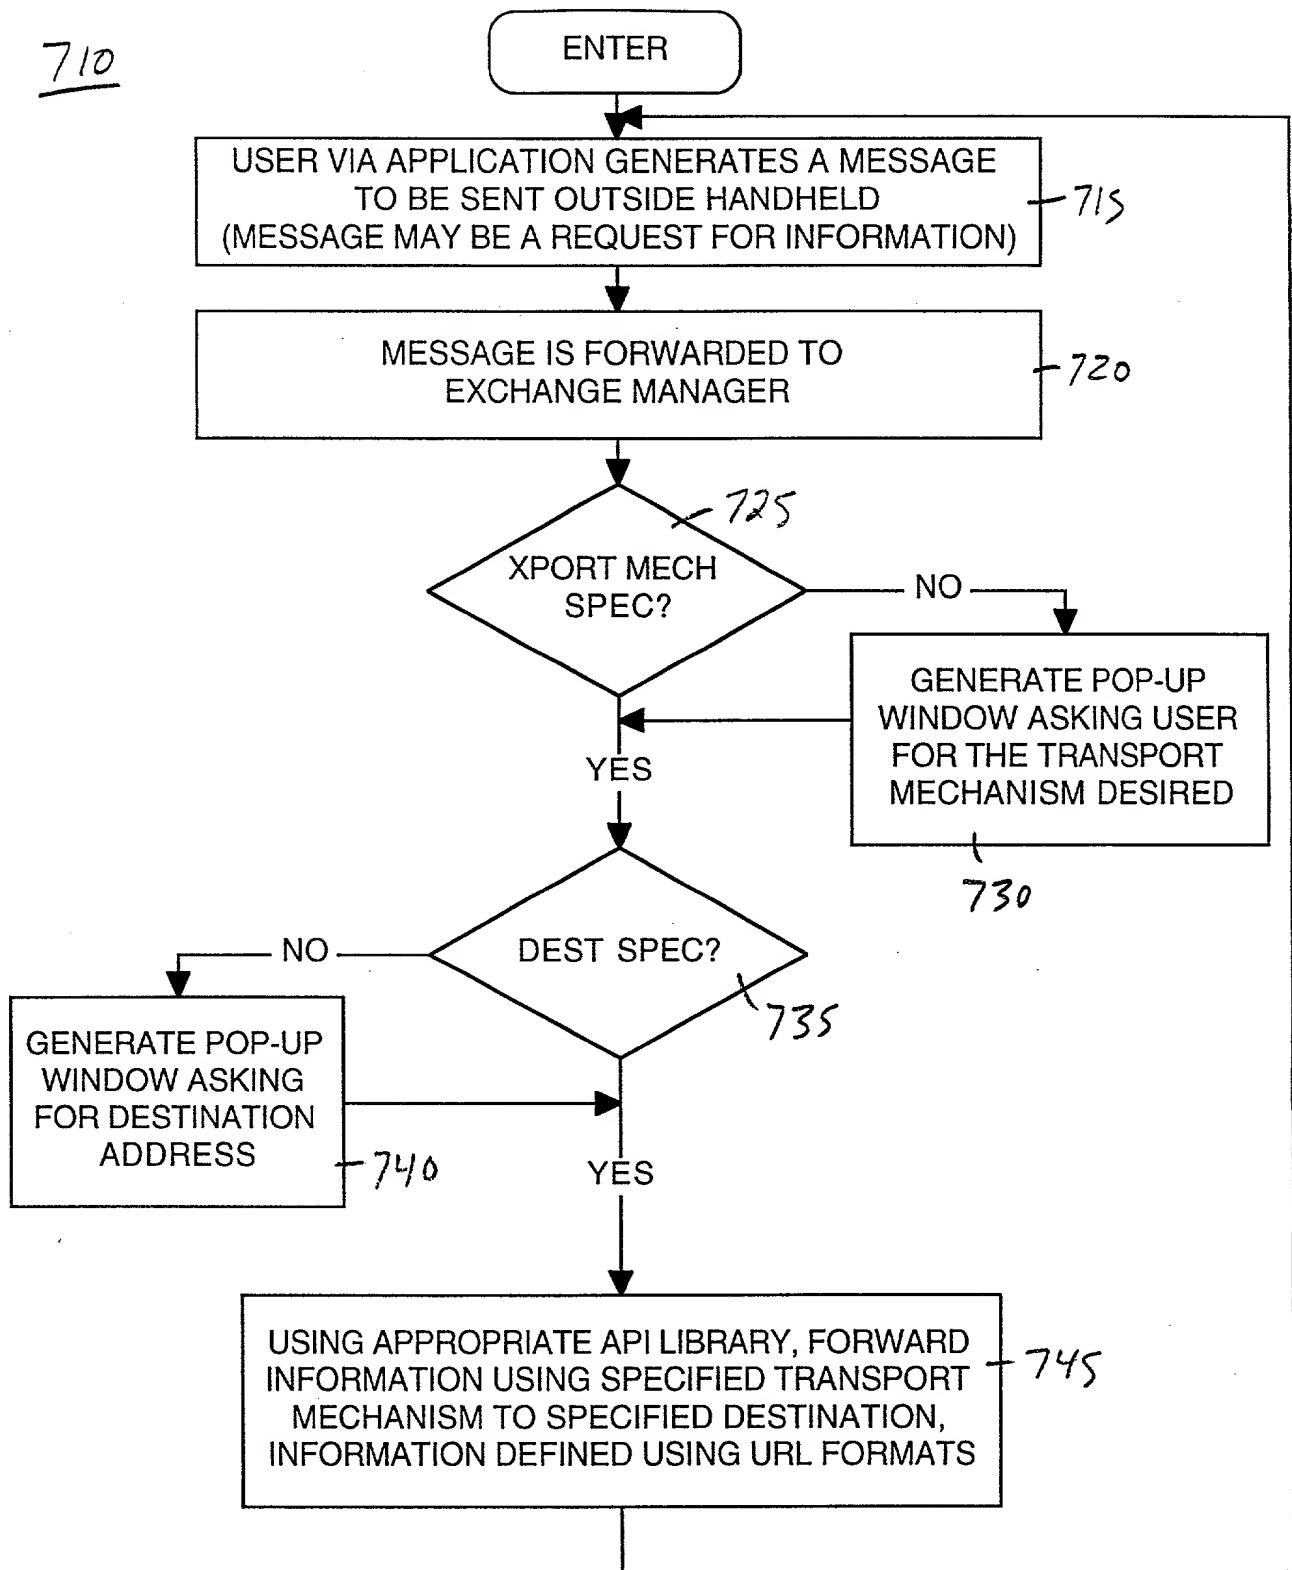 710
ENTER
USER VIA APPLICATION GENERATES A MESSAGE
TO BE SENT OUTSIDE HANDHELD
(MESSAGE MAY BE A REQUEST FOR INFORMATION)
715
MESSAGE IS FORWARDED TO
EXCHANGE MANAGER
720
725
XPORT MECH
SPEC?
NO
GENERATE POP-UP
WINDOW ASKING USER
FOR THE TRANSPORT
MECHANISM DESIRED
730
YES
DEST SPEC?
735
NO
GENERATE POP-UP
WINDOW ASKING
FOR DESTINATION
ADDRESS
740
YES
USING APPROPRIATE API LIBRARY, FORWARD
INFORMATION USING SPECIFIED TRANSPORT
MECHANISM TO SPECIFIED DESTINATION,
INFORMATION DEFINED USING URL FORMATS
745